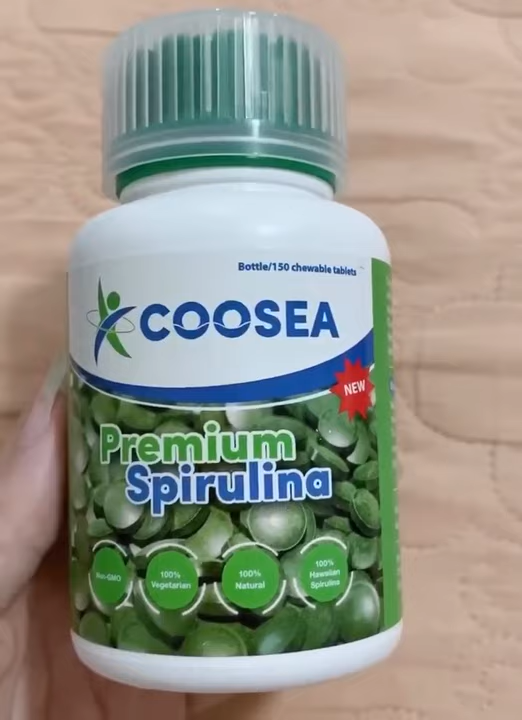 Bottle/150 chewable tablets
COOSEA
NEW
Premium
Spirulina
Non-GMO
100%
Vegetarian
100%
Natural
100%
Hawaiian
Spirulina